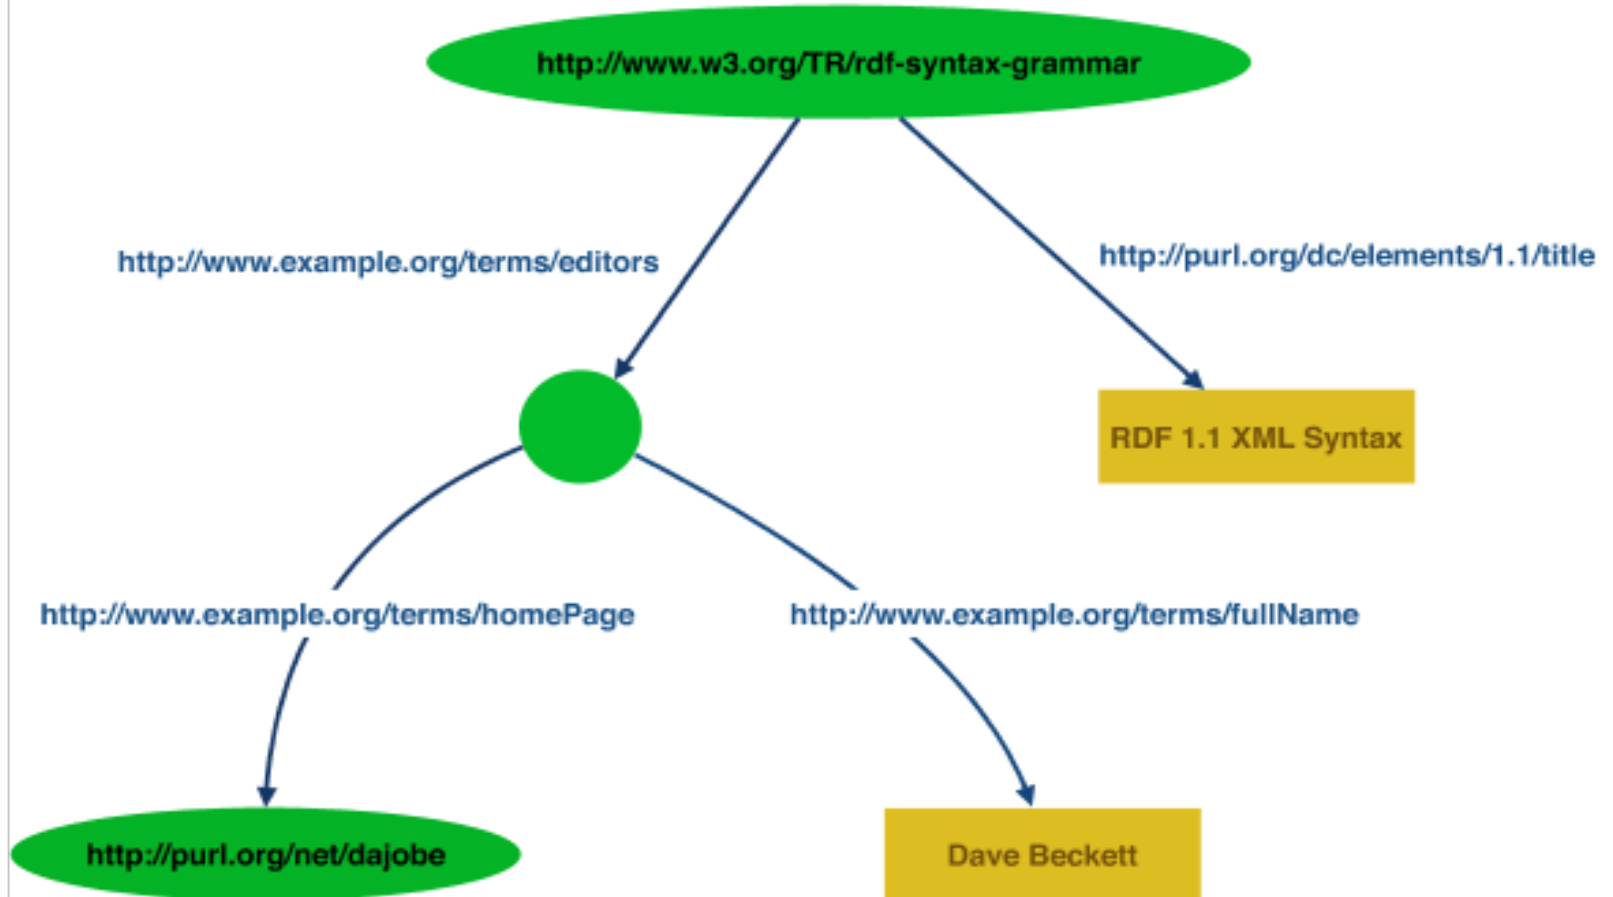 http://www.w3.org/TR/rdf-syntax-grammar
http://www.example.org/terms/editors
http://purl.org/dc/elements/1.1/title
RDF 1.1 XML Syntax
http://www.example.org/terms/homePage
http://www.example.org/terms/fullName
http://purl.org/net/dajobe
Dave Beckett